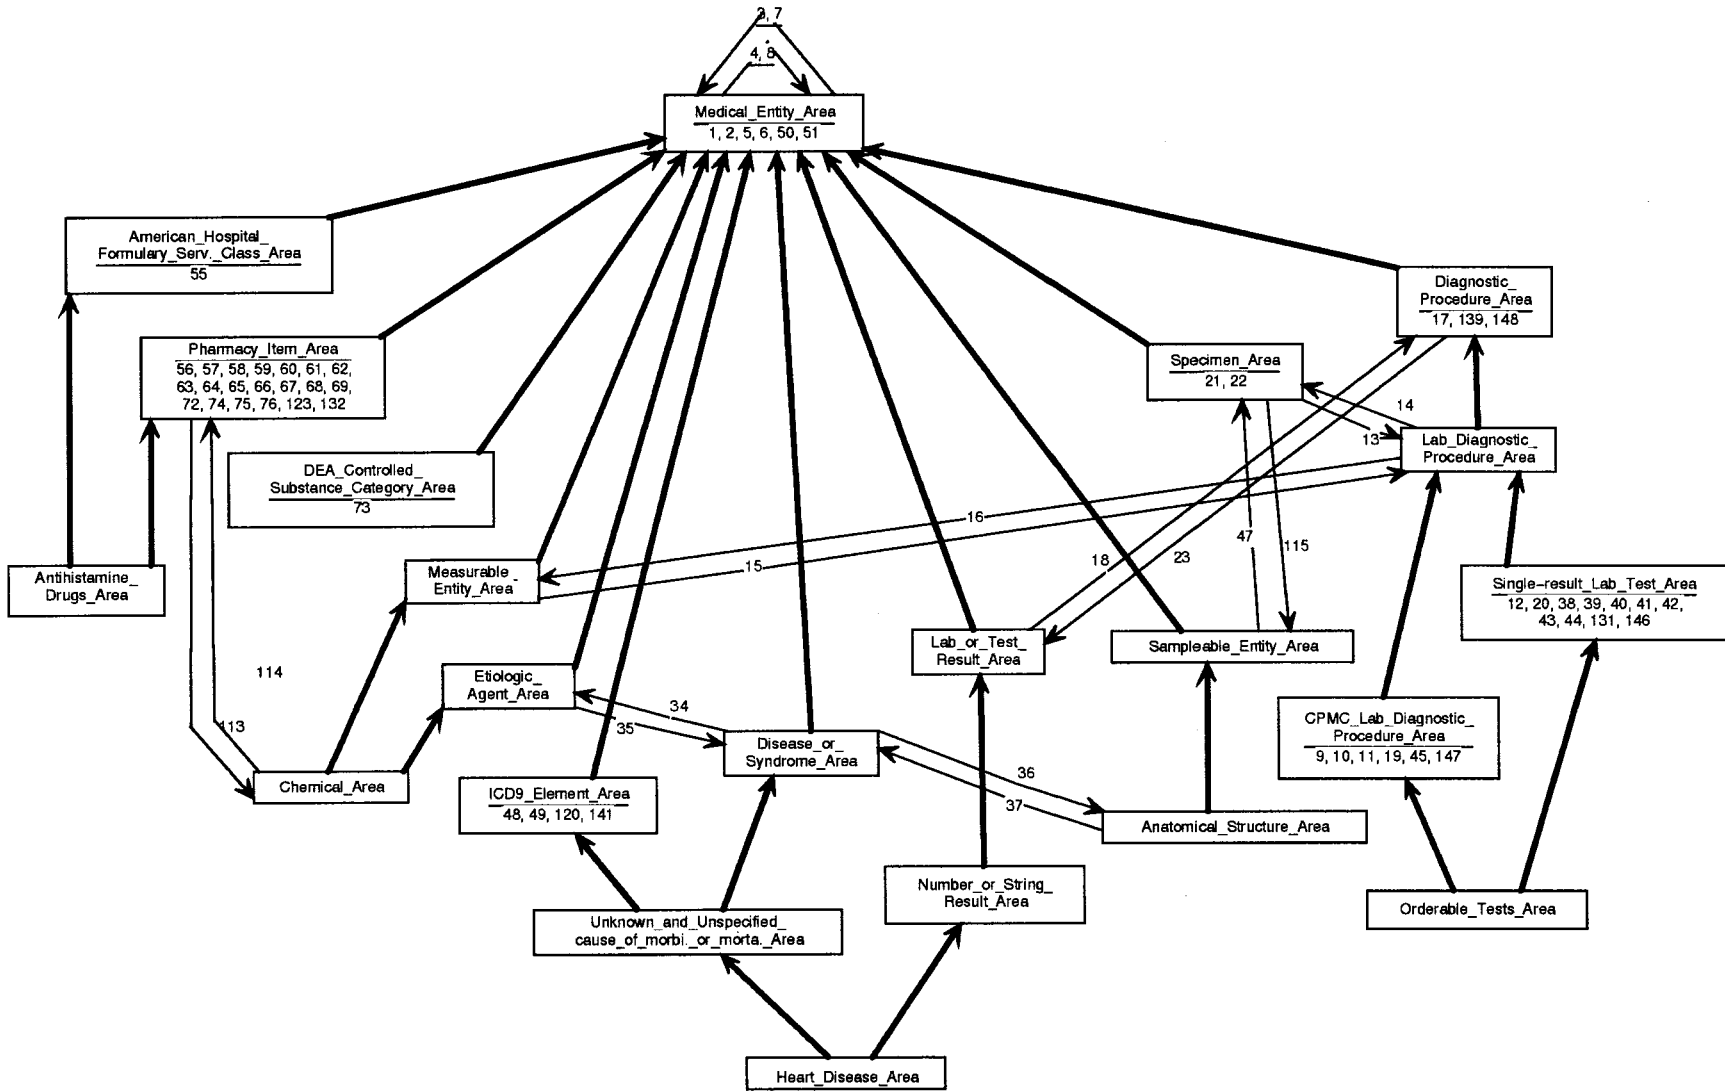 3, 7
4, 8
Medical_Entity_Area
1, 2, 5, 6, 50, 51
American_Hospital_
Formulary_Serv._Class_Area
55
Diagnostic_
Procedure_Area
17, 139, 148
Pharmacy_Item_Area
56, 57, 58, 59, 60, 61, 62,
63, 64, 65, 66, 67, 68, 69,
72, 74, 75, 76, 123, 132
Specimen_Area
21, 22
14
13
Lab_Diagnostic_
Procedure_Area
DEA_Controlled_
Substance_Category_Area
73
16
47
115
18
23
15
Measurable_
Entity_Area
Antihistamine_
Drugs_Area
Single-result_Lab_Test_Area
12, 20, 38, 39, 40, 41, 42,
43, 44, 131, 146
Lab_or_Test_
Result_Area
Sampleable_Entity_Area
114
Etiologic_
Agent_Area
34
35
113
CPMC_Lab_Diagnostic_
Procedure_Area
9, 10, 11, 19, 45, 147
Disease_or_
Syndrome_Area
36
37
Chemical_Area
ICD9_Element_Area
48, 49, 120, 141
Anatomical_Structure_Area
Number_or_String_
Result_Area
Orderable_Tests_Area
Unknown_and_Unspecified_
cause_of_morbi._or_morta._Area
Heart_Disease_Area